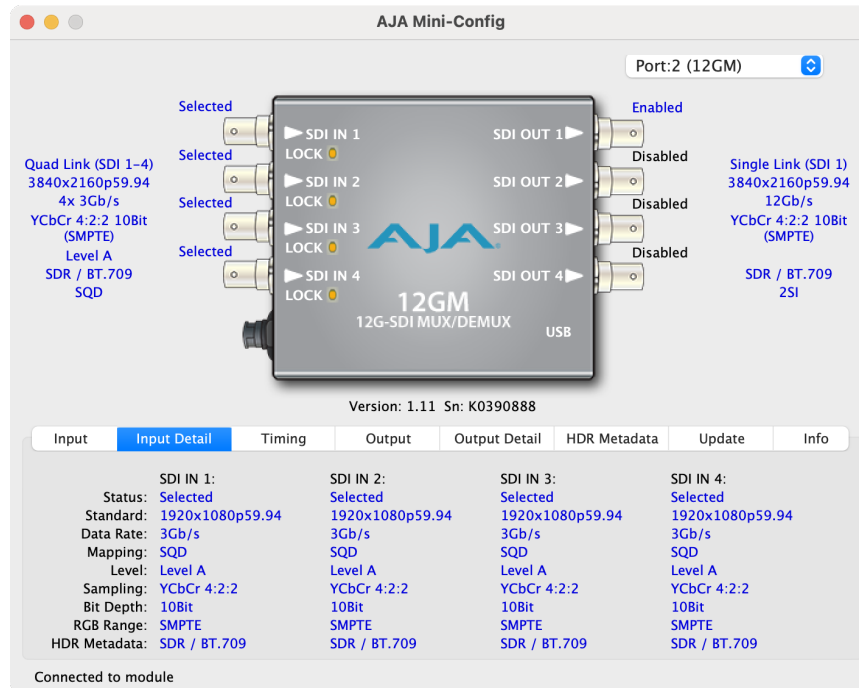 AJA Mini-Config
Port:2 (12GM)
Selected
Enabled
SDI IN 1
SDI OUT 1
LOCK
Selected
Disabled
Quad Link (SDI 1-4)
3840x2160p59.94
4x 3Gb/s
YCbCr 4:2:2 10Bit
(SMPTE)
Level A
SDR / BT.709
SQD
Single Link (SDI 1)
3840x2160p59.94
12Gb/s
YCbCr 4:2:2 10Bit
(SMPTE)
SDR / BT.709
2SI
SDI IN 2
SDI OUT 2
LOCK
Selected
Disabled
SDI IN 3
SDI OUT 3
LOCK
AJA
Selected
Disabled
SDI IN 4
SDI OUT 4
LOCK
12GM
12G-SDI MUX/DEMUX
USB
Version: 1.11 Sn: K0390888
Input Input Detail Timing Output Output Detail HDR Metadata Update Info
SDI IN 1: SDI IN 2: SDI IN 3: SDI IN 4:
Status: Selected Selected Selected Selected
Standard: 1920x1080p59.94 1920x1080p59.94 1920x1080p59.94 1920x1080p59.94
Data Rate: 3Gb/s 3Gb/s 3Gb/s 3Gb/s
Mapping: SQD SQD SQD SQD
Level: Level A Level A Level A Level A
Sampling: YCbCr 4:2:2 YCbCr 4:2:2 YCbCr 4:2:2 YCbCr 4:2:2
Bit Depth: 10Bit 10Bit 10Bit 10Bit
RGB Range: SMPTE SMPTE SMPTE SMPTE
HDR Metadata: SDR / BT.709 SDR / BT.709 SDR / BT.709 SDR / BT.709
Connected to module